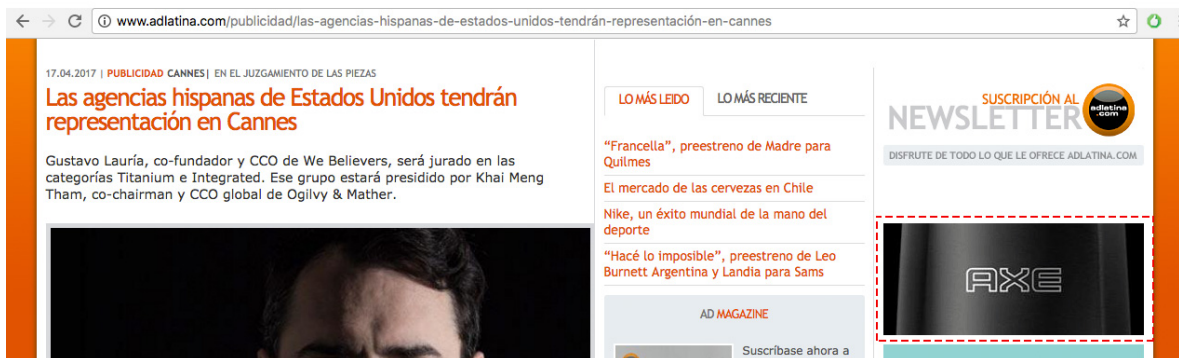 www.adlatina.com/publicidad/las-agencias-hispanas-de-estados-unidos-tendrán-representación-en-cannes
17.04.2017 | PUBLICIDAD CANNES| EN EL JUZGAMIENTO DE LAS PIEZAS
Las agencias hispanas de Estados Unidos tendrán
representación en Cannes
Gustavo Lauría, co-fundador y CCO de We Believers, será jurado en las
categorías Titanium e Integrated. Ese grupo estará presidido por Khai Meng
Tham, co-chairman y CCO global de Ogilvy & Mather.
LO MÁS LEIDO
LO MÁS RECIENTE
“Francella”, preestreno de Madre para
Quilmes
El mercado de las cervezas en Chile
Nike, un éxito mundial de la mano del
deporte
“Hacé lo imposible”, preestreno de Leo
Burnett Argentina y Landia para Sams
AD MAGAZINE
Suscríbase ahora a
SUSCRIPCIÓN AL
NEWSLETTER
adlatina
.com
DISFRUTE DE TODO LO QUE LE OFRECE ADLATINA.COM
AXE